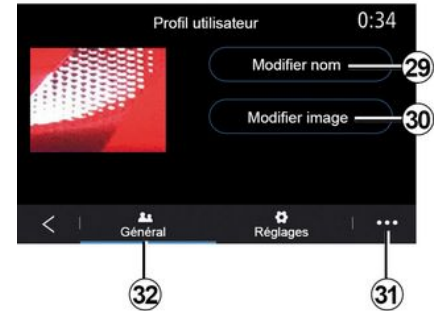 Profil utilisateur 0:34
Modifier nom 29
Modifier image 30
Général Réglages
32 31